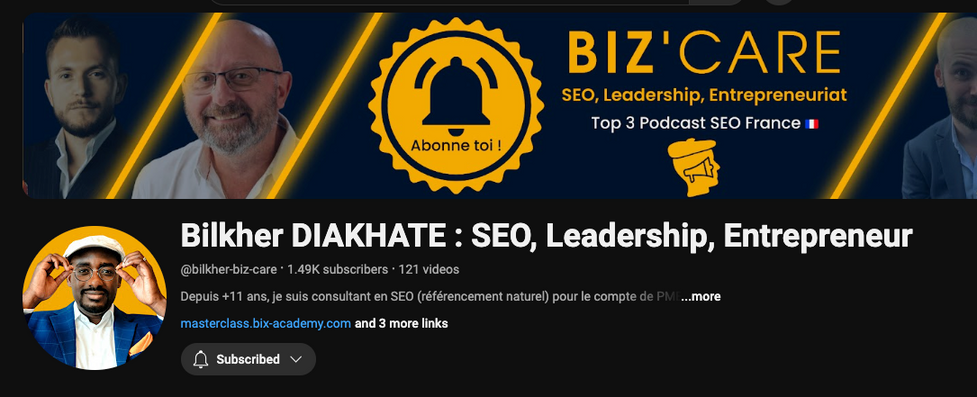 BIZ'CARE
SEO, Leadership, Entrepreneuriat
Top 3 Podcast SEO France 🇫🇷
Abonne toi !
Bilkher DIAKHATE : SEO, Leadership, Entrepreneur
@bilkher-biz-care · 1.49K subscribers · 121 videos
Depuis +11 ans, je suis consultant en SEO (référencement naturel) pour le compte de PM ...more
masterclass.bix-academy.com and 3 more links
Subscribed